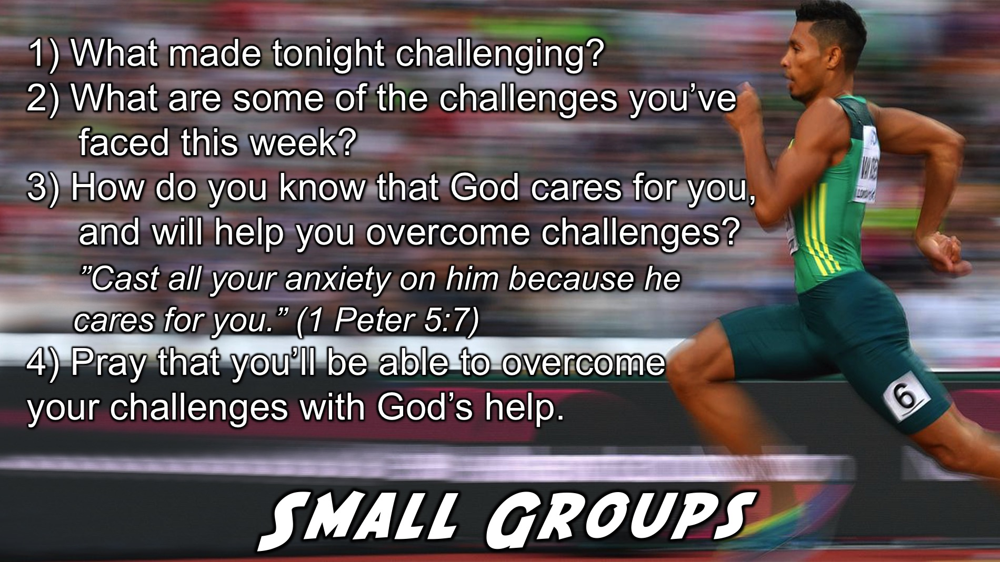 1) What made tonight challenging?
2) What are some of the challenges you’ve
faced this week?
3) How do you know that God cares for you,
and will help you overcome challenges?
”Cast all your anxiety on him because he
cares for you.” (1 Peter 5:7)
4) Pray that you’ll be able to overcome
your challenges with God’s help.
6
SMALL GROUPS